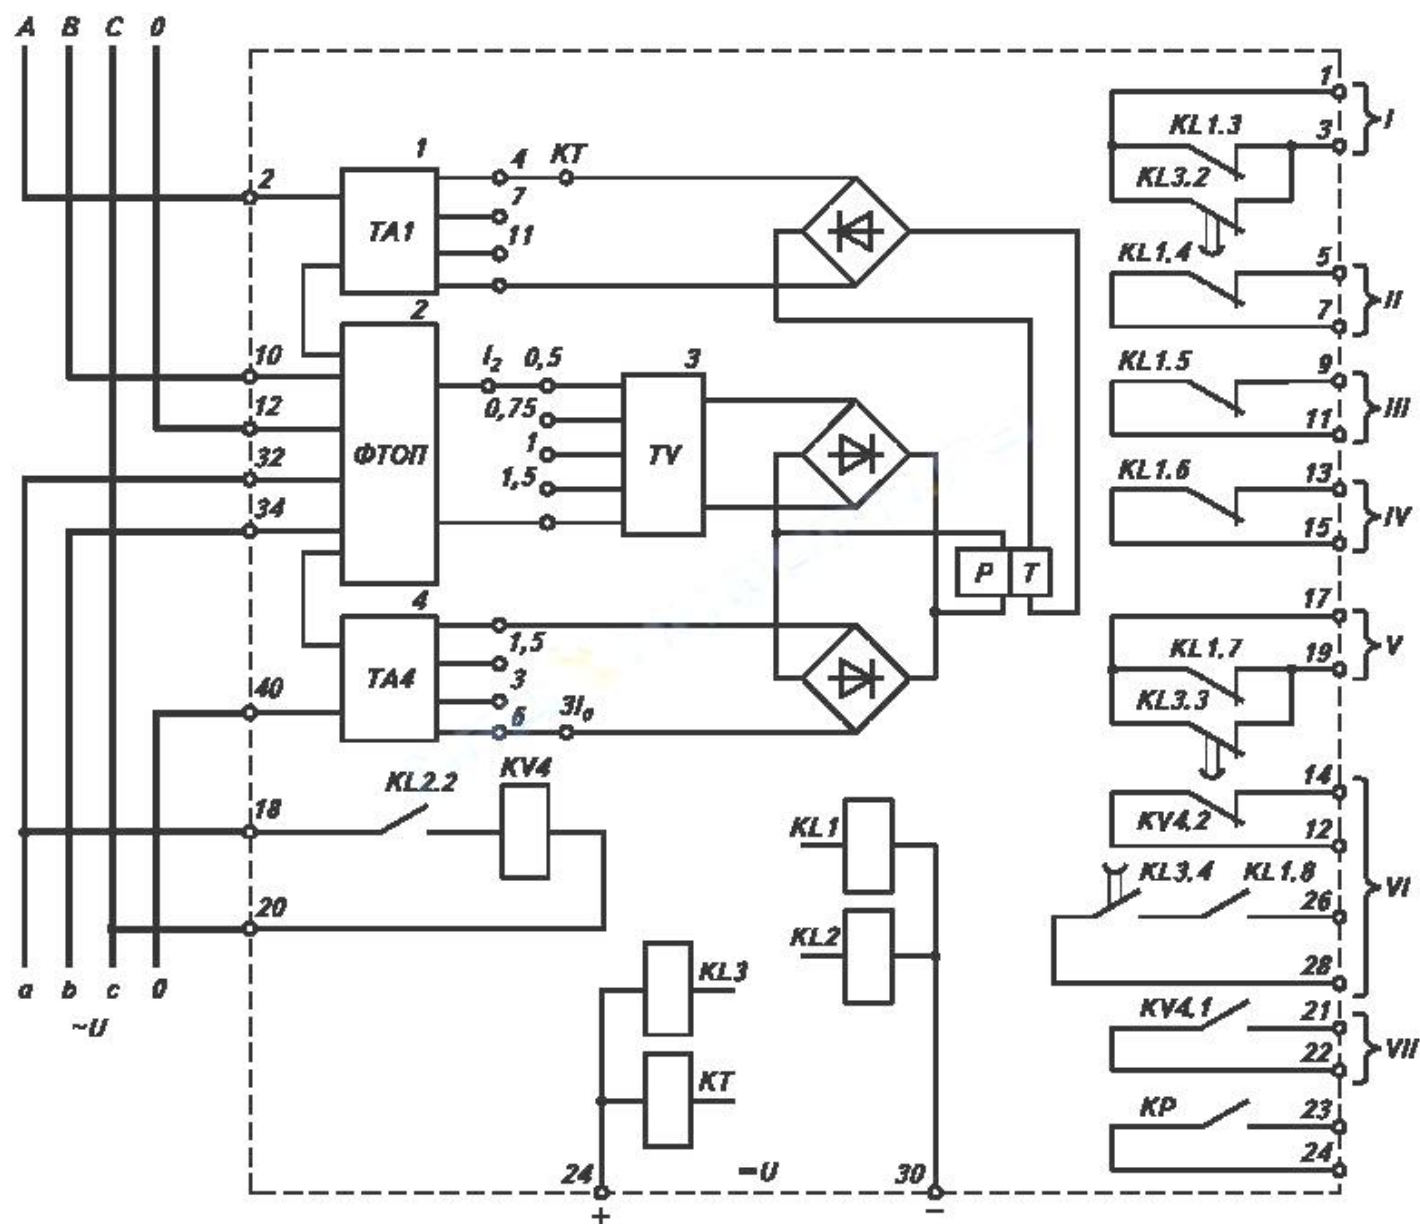 A B C 0
1
I
KL1.3
3
1 4 KT
KL3.2
2
7
TA1
11
KL1.4 5
II
7
2
KL1.5 9
III
11
10 I₂ 0,5 3
12 0,75
32 ФТОП 1 TV
KL1.6 13
IV
1,5
34
15
P T
17
4
V
1,5
KL1.7 19
TA4
3
KL3.3
40
6 3I₀
KL2.2 KV4
14
18
KL1
KV4.2
12
KL3.4 KL1.8
VI
20
26
KL2
28
a b c 0
KL3
~U
KV4.1 21
VII
22
KT
KP 23
24
24 =U 30
+ −